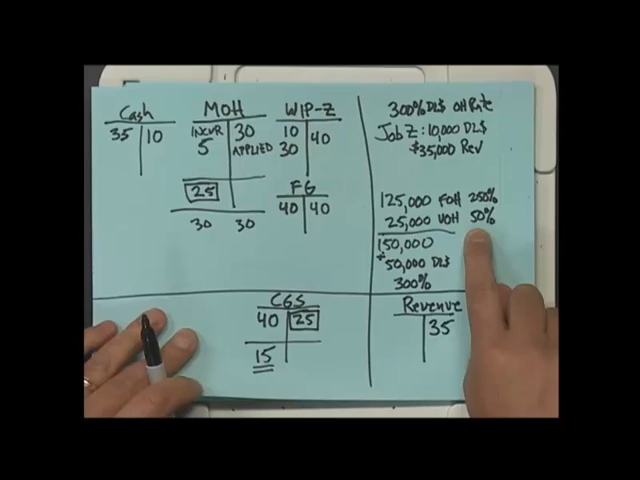 Cash
35 10
MOH
INCUR 30
5 APPLIED
25
30 30
WIP-Z
10 40
30
FG
40 40
300% DL$ OH Rate
Job Z: 10,000 DL$
$35,000 Rev
125,000 FOH 250%
25,000 VOH 50%
150,000
÷ 50,000 DL$
300%
CGS
40 25
15
Revenue
35